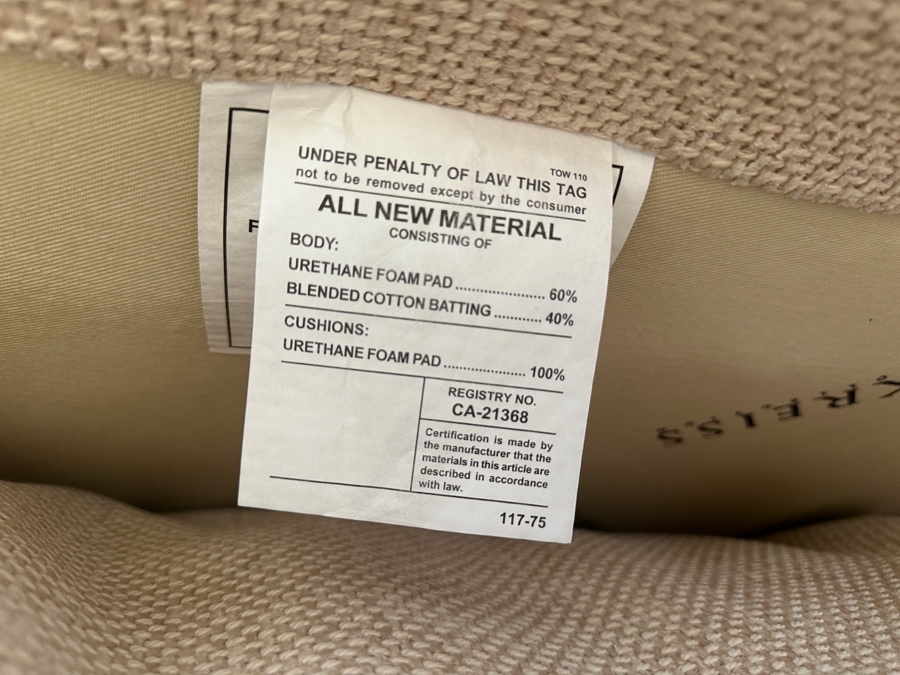 TOW 110
UNDER PENALTY OF LAW THIS TAG
not to be removed except by the consumer
ALL NEW MATERIAL
CONSISTING OF
BODY:
URETHANE FOAM PAD ...................... 60%
BLENDED COTTON BATTING ............ 40%
CUSHIONS:
URETHANE FOAM PAD ..................... 100%
REGISTRY NO.
CA-21368
Certification is made by
the manufacturer that the
materials in this article are
described in accordance
with law.
117-75
F
KREISS